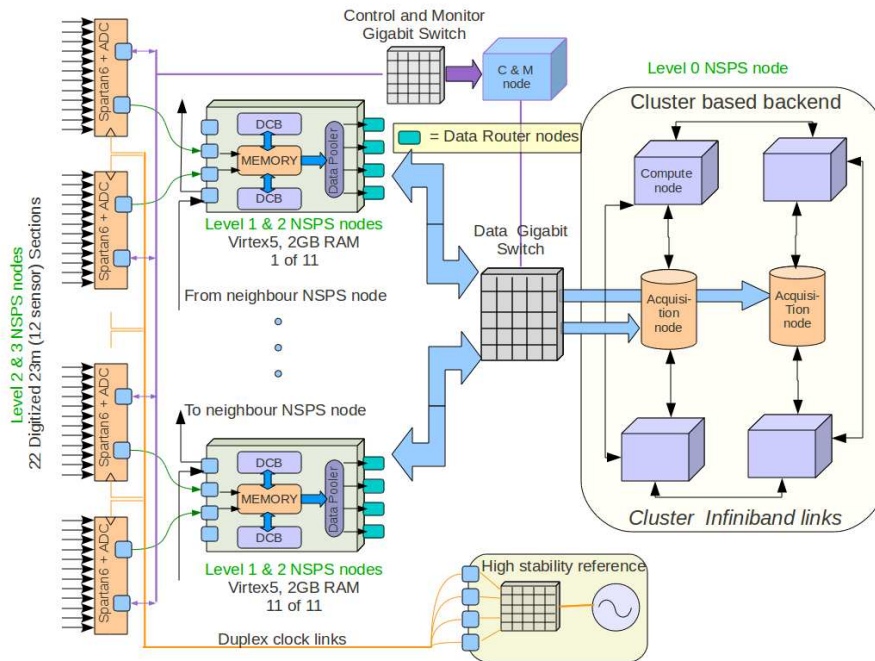 Control and Monitor
Gigabit Switch
C & M
node
Level 0 NSPS node
Cluster based backend
Spartan6 + ADC
DCB
MEMORY
DCB
Data Pooler
= Data Router nodes
Compute
node
Level 1 & 2 NSPS nodes
Virtex5, 2GB RAM
1 of 11
Spartan6 + ADC
Data Gigabit
Switch
From neighbour NSPS node
Acquisi-
tion
node
Acquisi-
Tion
node
Level 2 & 3 NSPS nodes
22 Digitized 23m (12 sensor) Sections
To neighbour NSPS node
Spartan6 + ADC
DCB
MEMORY
DCB
Data Pooler
Cluster Infiniband links
Spartan6 + ADC
Level 1 & 2 NSPS nodes
Virtex5, 2GB RAM
11 of 11
High stability reference
Duplex clock links